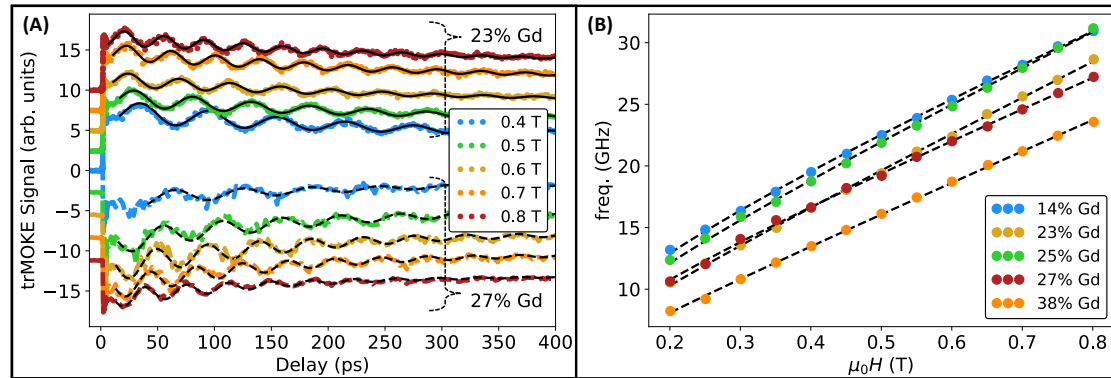 (A)
trMOKE Signal (arb. units)
15
10
5
0
−5
−10
−15
23% Gd
0.4 T
0.5 T
0.6 T
0.7 T
0.8 T
27% Gd
0
50
100
150
200
250
300
350
400
Delay (ps)
(B)
freq. (GHz)
30
25
20
15
10
14% Gd
23% Gd
25% Gd
27% Gd
38% Gd
0.2
0.3
0.4
0.5
0.6
0.7
0.8
μ₀H (T)